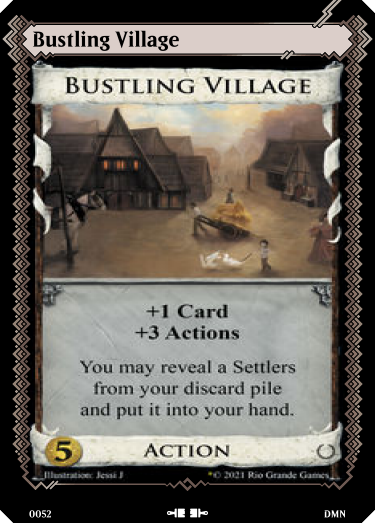 Bustling Village
BUSTLING VILLAGE
+1 Card
+3 Actions
You may reveal a Settlers
from your discard pile
and put it into your hand.
5 ACTION
Illustration: Jessi J *© 2021 Rio Grande Games
0052 DMN